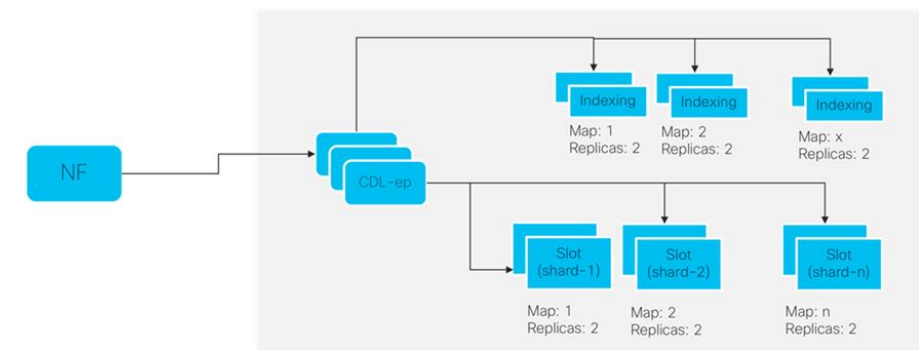 Indexing
Indexing
Indexing
Map: 1
Replicas: 2
Map: 2
Replicas: 2
Map: x
Replicas: 2
NF
CDL-ep
Slot
(shard-1)
Slot
(shard-2)
Slot
(shard-n)
Map: 1
Replicas: 2
Map: 2
Replicas: 2
Map: n
Replicas: 2